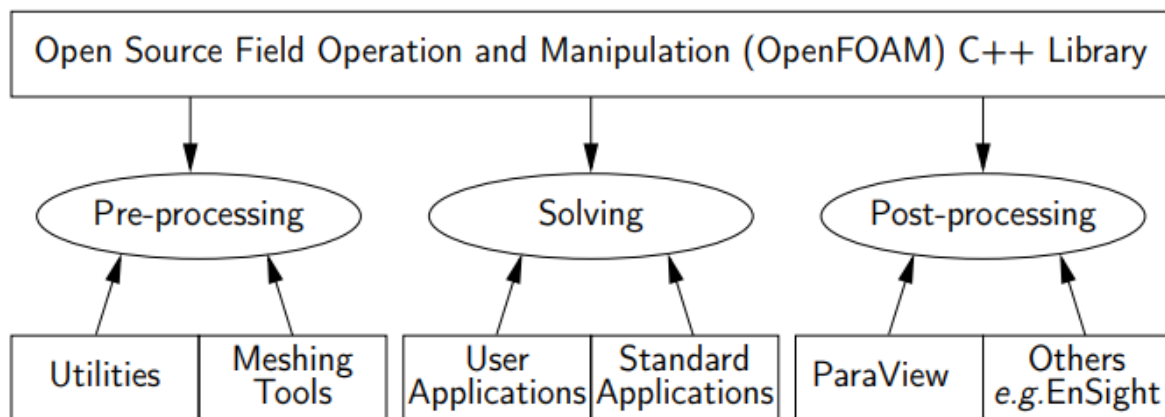 Open Source Field Operation and Manipulation (OpenFOAM) C++ Library
Pre-processing
Solving
Post-processing
Utilities
Meshing
Tools
User
Applications
Standard
Applications
ParaView
Others
e.g.EnSight